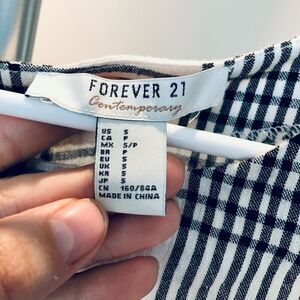 FOREVER 21
Contemporary
US S
CA P
MX S/P
BR P
EU S
UK S
KR S
JP S
CN 160/84A
MADE IN CHINA